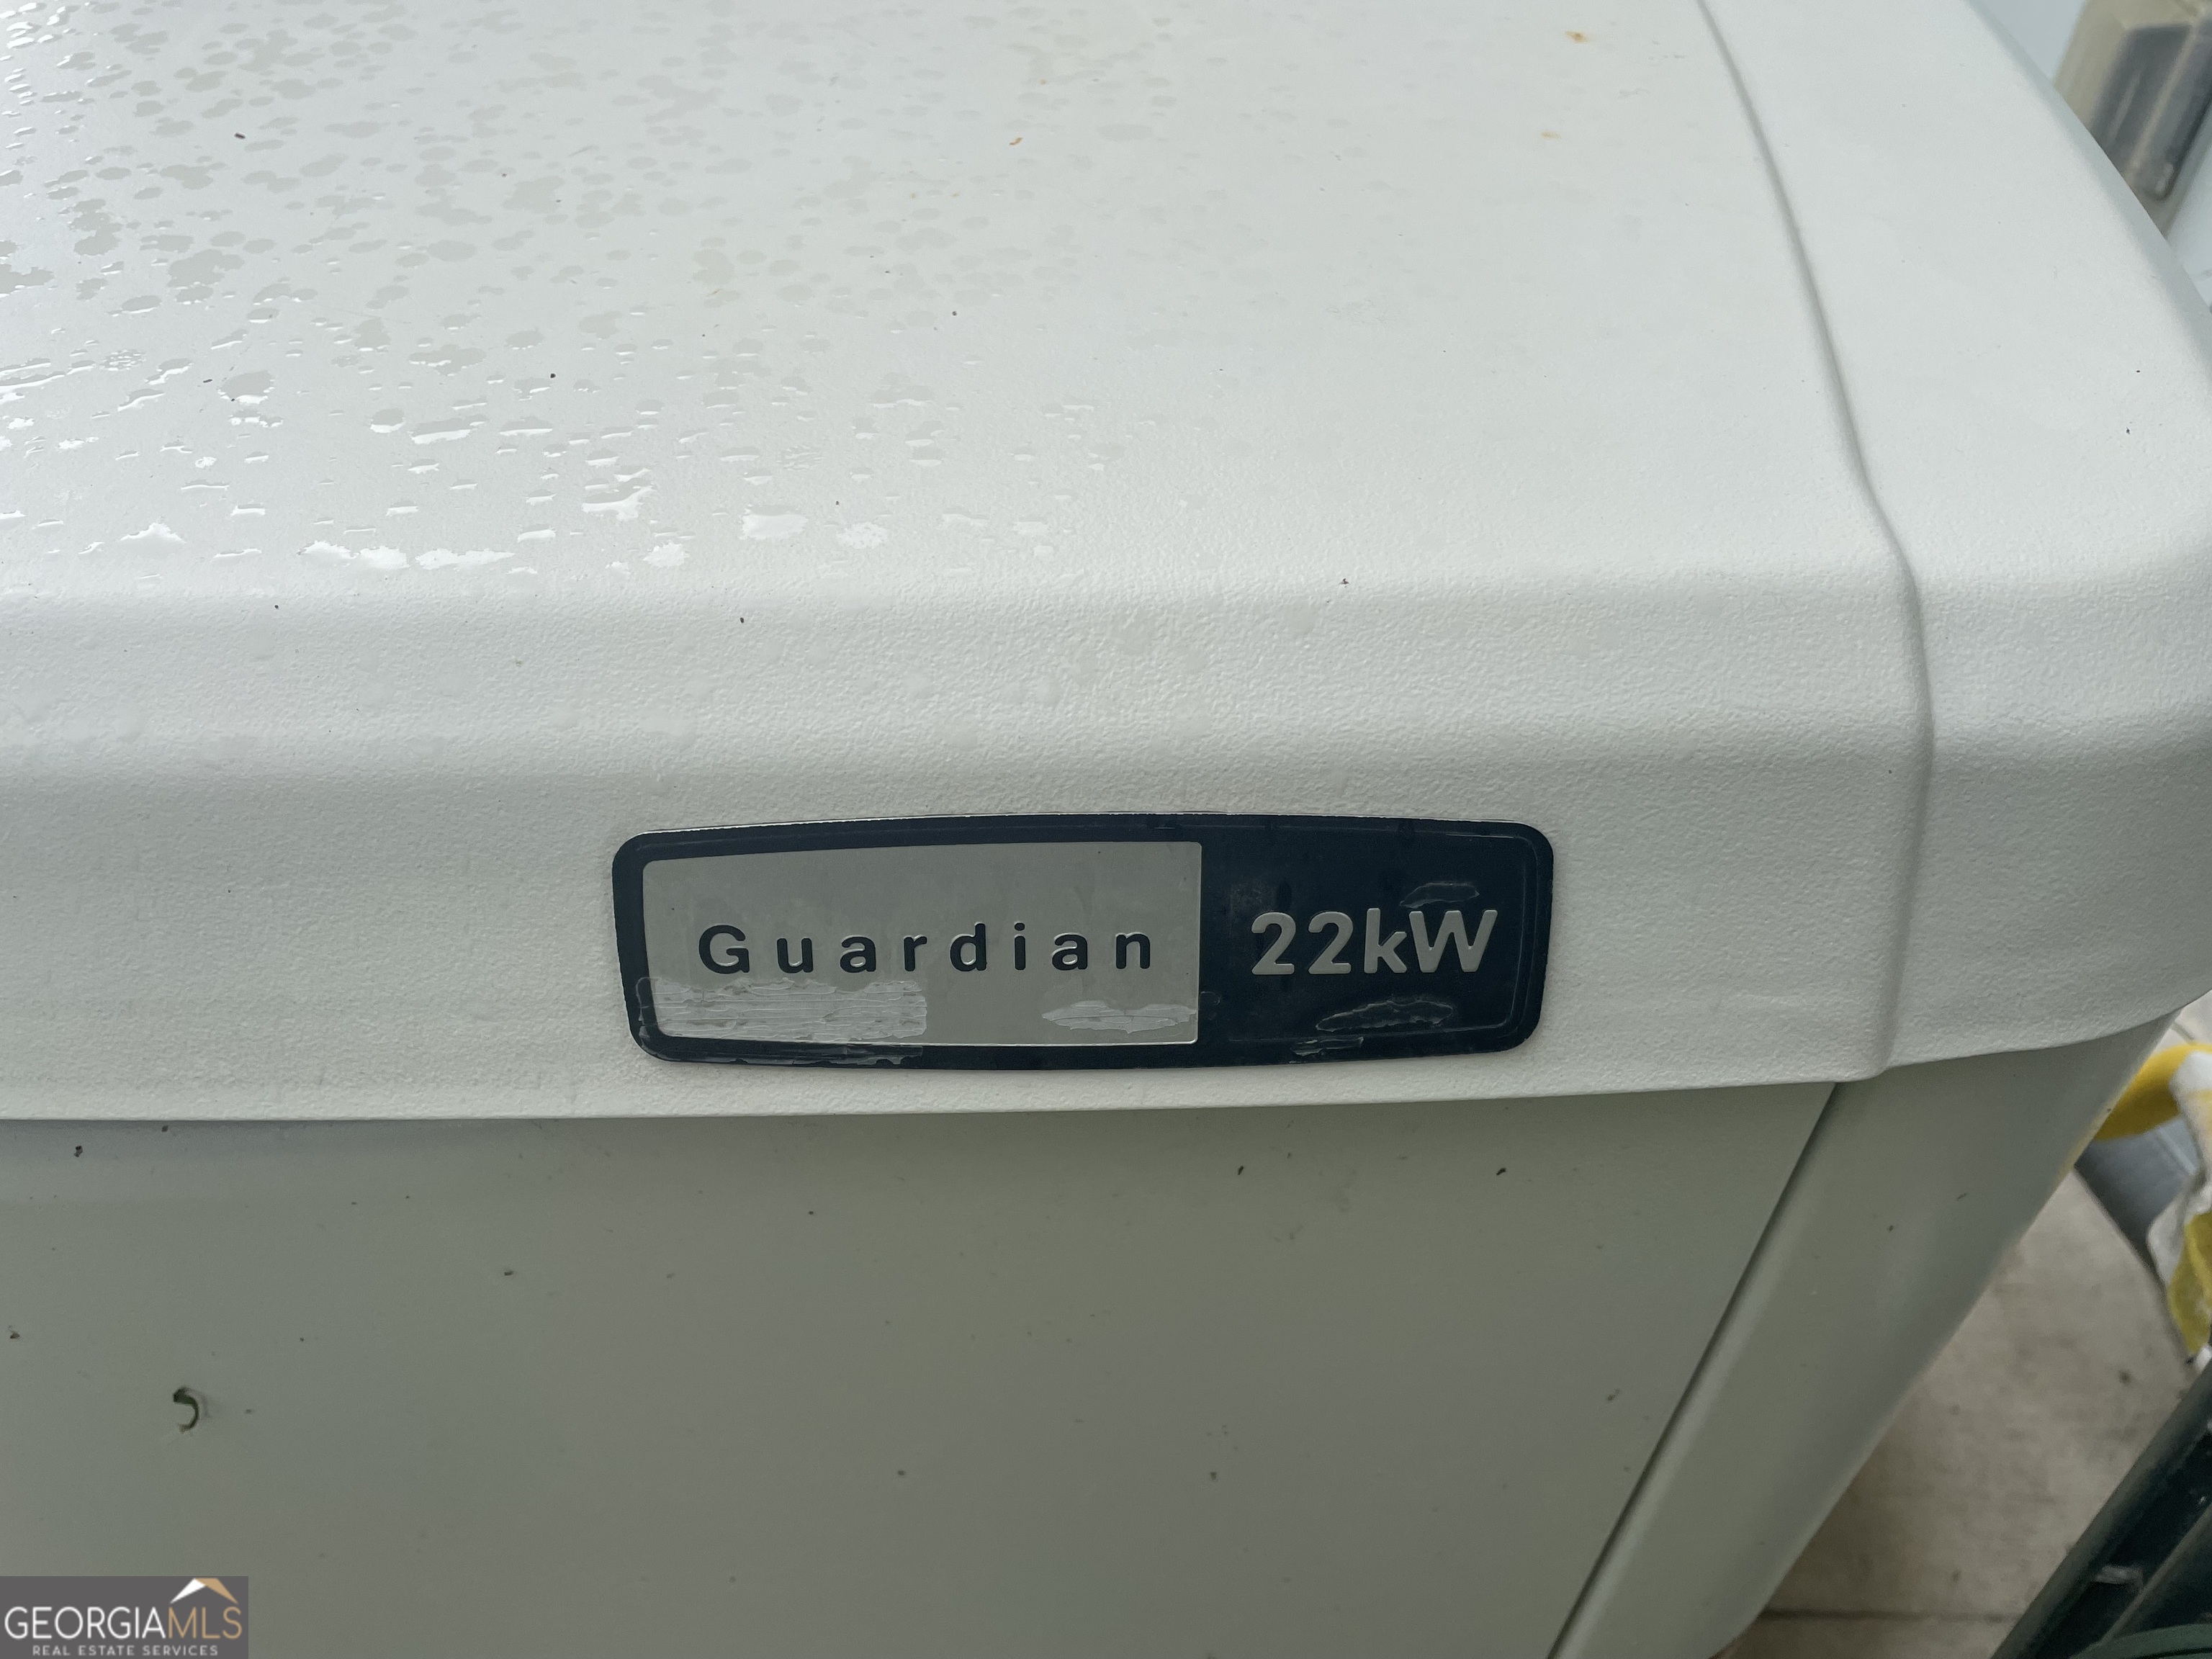 Guardian 22kW
GEORGIAMLS
REAL ESTATE SERVICES